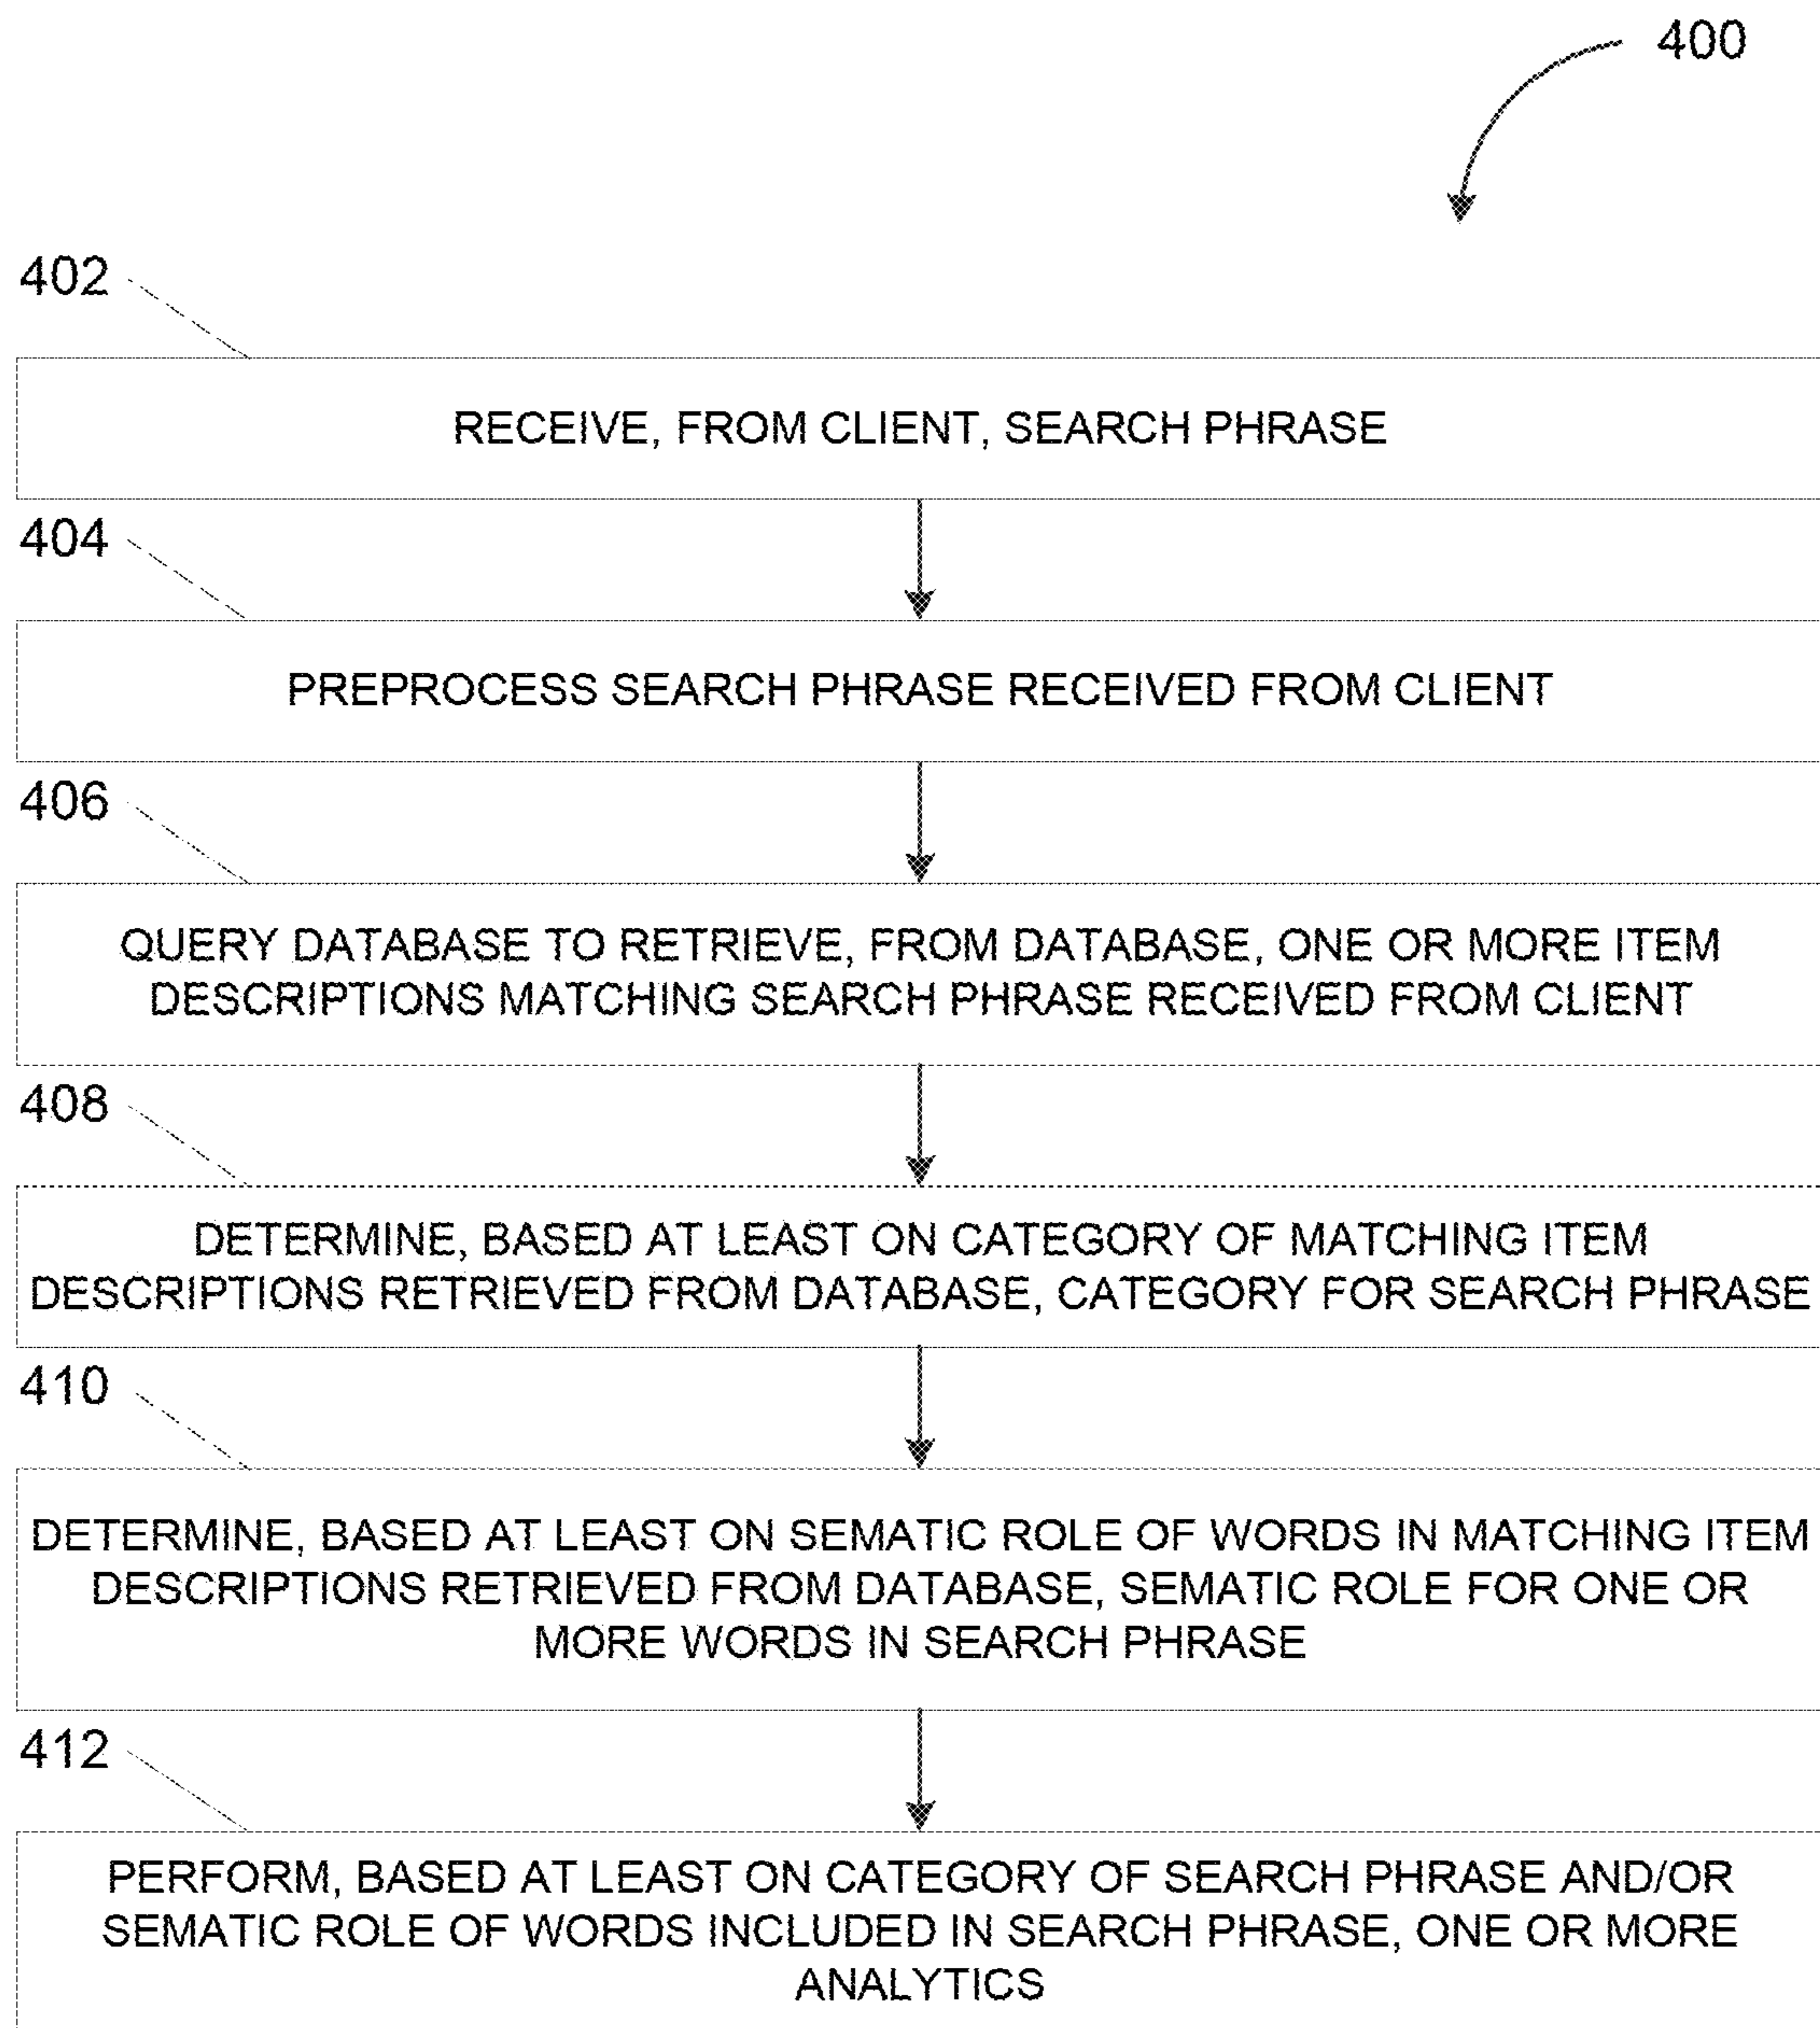 400
402
RECEIVE, FROM CLIENT, SEARCH PHRASE
404
PREPROCESS SEARCH PHRASE RECEIVED FROM CLIENT
406
QUERY DATABASE TO RETRIEVE, FROM DATABASE, ONE OR MORE ITEM
DESCRIPTIONS MATCHING SEARCH PHRASE RECEIVED FROM CLIENT
408
DETERMINE, BASED AT LEAST ON CATEGORY OF MATCHING ITEM
DESCRIPTIONS RETRIEVED FROM DATABASE, CATEGORY FOR SEARCH PHRASE
410
DETERMINE, BASED AT LEAST ON SEMATIC ROLE OF WORDS IN MATCHING ITEM
DESCRIPTIONS RETRIEVED FROM DATABASE, SEMATIC ROLE FOR ONE OR
MORE WORDS IN SEARCH PHRASE
412
PERFORM, BASED AT LEAST ON CATEGORY OF SEARCH PHRASE AND/OR
SEMATIC ROLE OF WORDS INCLUDED IN SEARCH PHRASE, ONE OR MORE
ANALYTICS